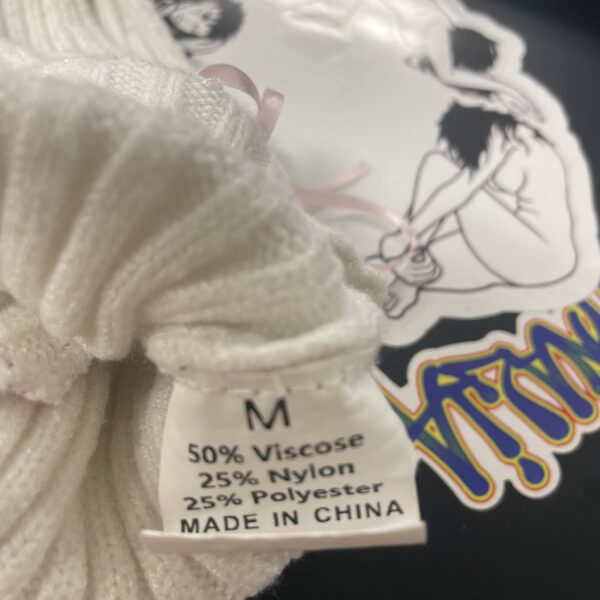 M
50% Viscose
25% Nylon
25% Polyester
MADE IN CHINA